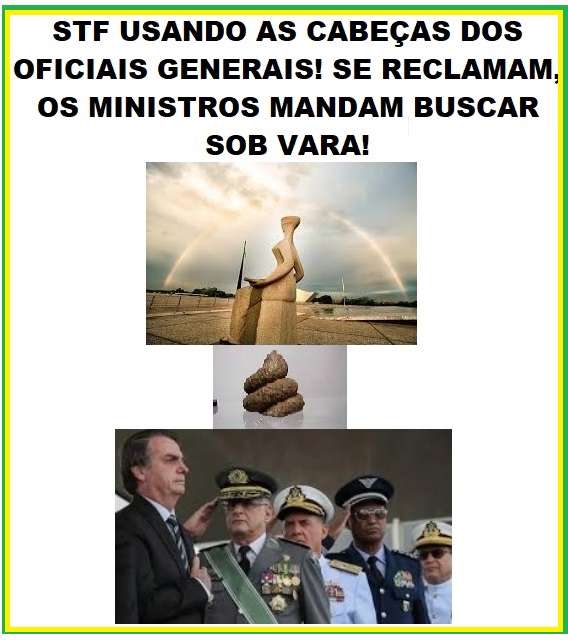 STF USANDO AS CABEÇAS DOS
OFICIAIS GENERAIS! SE RECLAMAM,
OS MINISTROS MANDAM BUSCAR
SOB VARA!